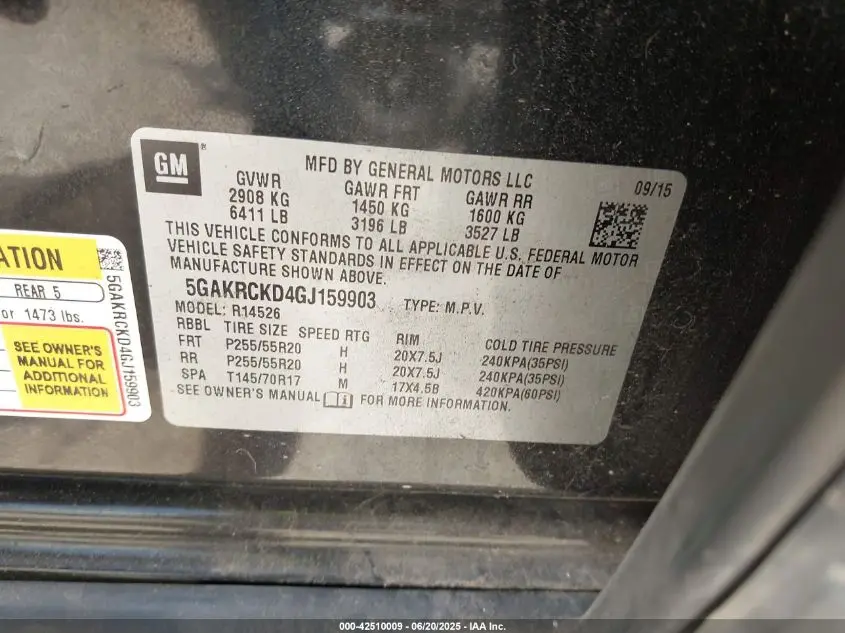 GM
®
MFD BY GENERAL MOTORS LLC
09/15
GVWR GAWR FRT GAWR RR
2908 KG 1450 KG 1600 KG
6411 LB 3196 LB 3527 LB
THIS VEHICLE CONFORMS TO ALL APPLICABLE U.S. FEDERAL MOTOR
VEHICLE SAFETY STANDARDS IN EFFECT ON THE DATE OF
MANUFACTURE SHOWN ABOVE.
5GAKRCKD4GJ159903 TYPE: M.P.V.
MODEL: R14526
RBBL TIRE SIZE SPEED RTG RIM COLD TIRE PRESSURE
FRT P255/55R20 H 20X7.5J 240KPA(35PSI)
RR P255/55R20 H 20X7.5J 240KPA(35PSI)
SPA T145/70R17 M 17X4.5B 420KPA(60PSI)
SEE OWNER'S MANUAL FOR MORE INFORMATION.
ATION
REAR 5
or 1473 lbs.
SEE OWNER'S
MANUAL FOR
ADDITIONAL
INFORMATION
5GAKRCKD4GJ159903
000-42510009 - 06/20/2025 - IAA Inc.